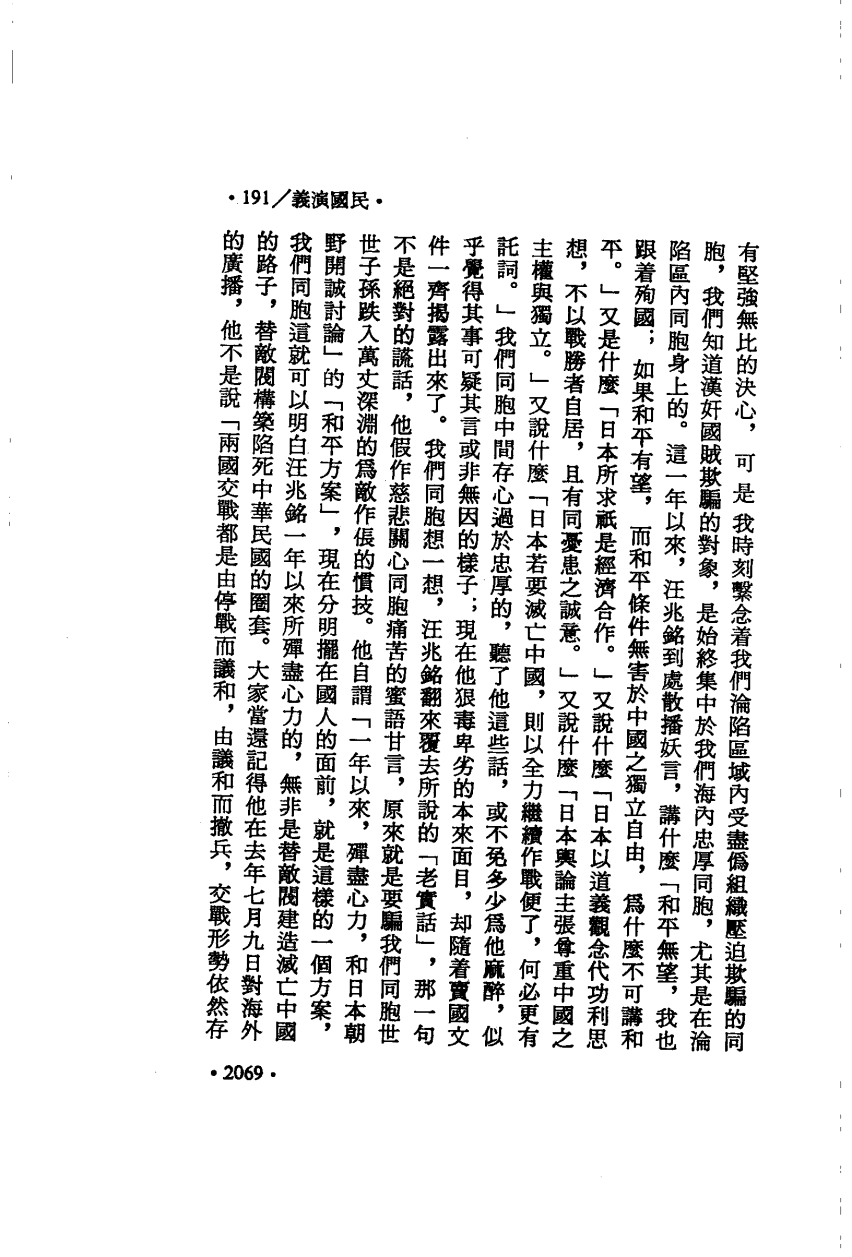 •191／義演國民•
有堅強無比的決心，可是我時刻繫念着我們淪陷區域內受盡僞組織壓迫欺騙的同
胞，我們知道漢奸國賊欺騙的對象，是始終集中於我們海內忠厚同胞，尤其是在淪
陷區內同胞身上的。這一年以來，汪兆銘到處散播妖言，講什麼「和平無望，我也
跟着殉國；如果和平有望，而和平條件無害於中國之獨立自由，爲什麼不可講和
平。」又是什麼「日本所求祇是經濟合作。」又說什麼「日本以道義觀念代功利思
想，不以戰勝者自居，且有同憂患之誠意。」又說什麼「日本輿論主張尊重中國之
主權與獨立。」又說什麼「日本若要滅亡中國，則以全力繼續作戰便了，何必更有
託詞。」我們同胞中間存心過於忠厚的，聽了他這些話，或不免多少爲他麻醉，似
乎覺得其事可疑其言或非無因的樣子；現在他狠毒卑劣的本來面目，却隨着賣國文
件一齊揭露出來了。我們同胞想一想，汪兆銘翻來覆去所說的「老實話」，那一句
不是絕對的謊話，他假作慈悲關心同胞痛苦的蜜語甘言，原來就是要騙我們同胞世
世子孫跌入萬丈深淵的爲敵作倀的慣技。他自謂「一年以來，殫盡心力，和日本朝
野開誠討論」的「和平方案」，現在分明擺在國人的面前，就是這樣的一個方案，
我們同胞這就可以明白汪兆銘一年以來所殫盡心力的，無非是替敵閥建造滅亡中國
的路子，替敵閥構築陷死中華民國的圈套。大家當還記得他在去年七月九日對海外
的廣播，他不是說「兩國交戰都是由停戰而議和，由議和而撤兵，交戰形勢依然存
•2069•